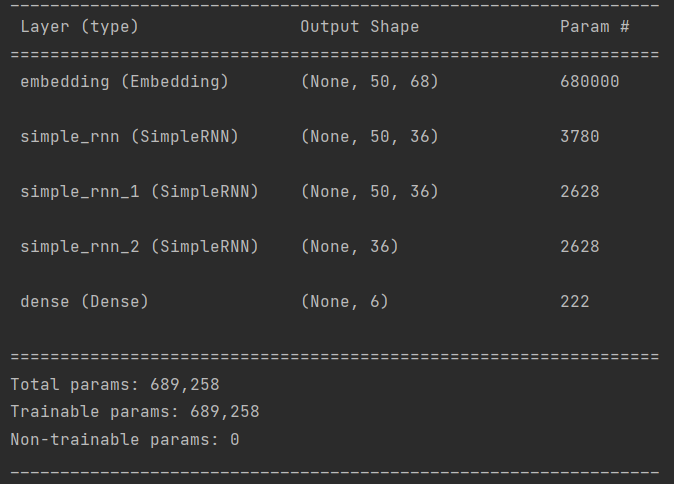 _________________________________________________________________
Layer (type)                Output Shape              Param #
=================================================================
embedding (Embedding)       (None, 50, 68)            680000
simple_rnn (SimpleRNN)      (None, 50, 36)            3780
simple_rnn_1 (SimpleRNN)    (None, 50, 36)            2628
simple_rnn_2 (SimpleRNN)    (None, 36)                2628
dense (Dense)               (None, 6)                 222
=================================================================
Total params: 689,258
Trainable params: 689,258
Non-trainable params: 0
_________________________________________________________________